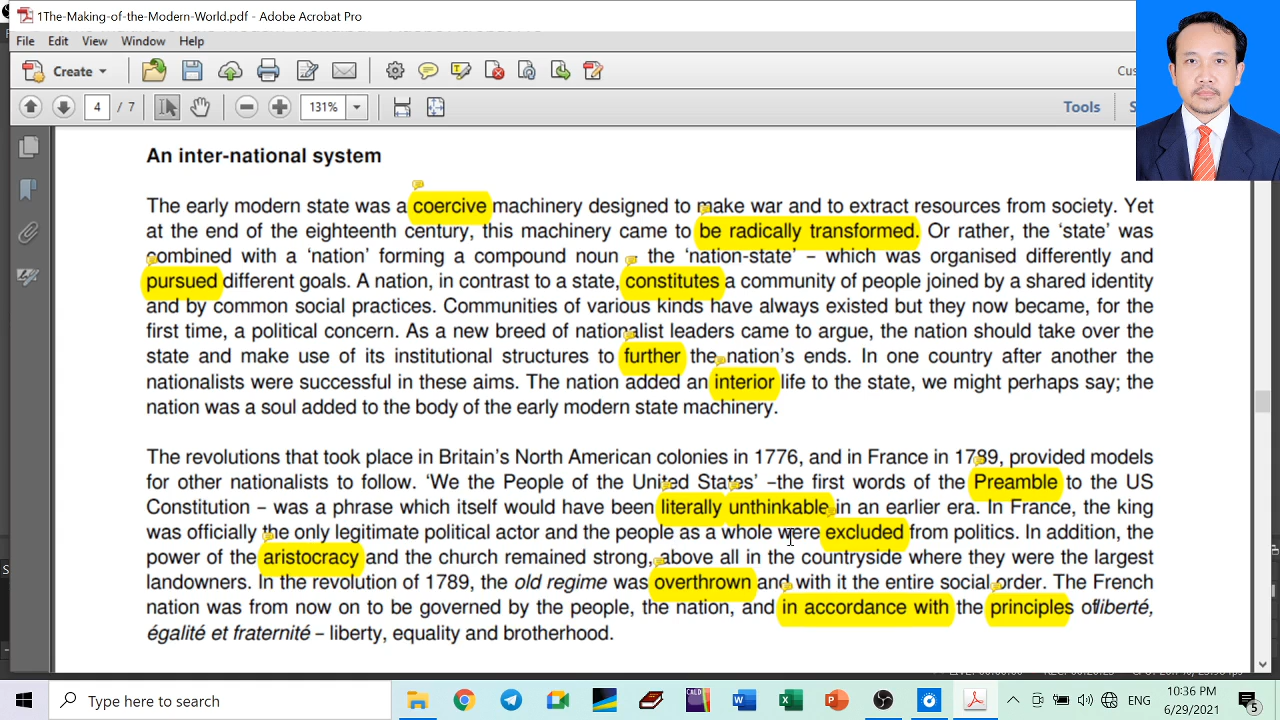 1The-Making-of-the-Modern-World.pdf - Adobe Acrobat Pro
File Edit View Window Help
Create Cus
4 / 7 131% Tools S
An inter-national system
The early modern state was a coercive machinery designed to make war and to extract resources from society. Yet
at the end of the eighteenth century, this machinery came to be radically transformed. Or rather, the ‘state’ was
combined with a ‘nation’ forming a compound noun – the ‘nation-state’ – which was organised differently and
pursued different goals. A nation, in contrast to a state, constitutes a community of people joined by a shared identity
and by common social practices. Communities of various kinds have always existed but they now became, for the
first time, a political concern. As a new breed of nationalist leaders came to argue, the nation should take over the
state and make use of its institutional structures to further the nation’s ends. In one country after another the
nationalists were successful in these aims. The nation added an interior life to the state, we might perhaps say; the
nation was a soul added to the body of the early modern state machinery.
The revolutions that took place in Britain’s North American colonies in 1776, and in France in 1789, provided models
for other nationalists to follow. ‘We the People of the United States’ –the first words of the Preamble to the US
Constitution – was a phrase which itself would have been literally unthinkable in an earlier era. In France, the king
was officially the only legitimate political actor and the people as a whole were excluded from politics. In addition, the
power of the aristocracy and the church remained strong, above all in the countryside where they were the largest
landowners. In the revolution of 1789, the old regime was overthrown and with it the entire social order. The French
nation was from now on to be governed by the people, the nation, and in accordance with the principles of liberté,
égalité et fraternité – liberty, equality and brotherhood.
Type here to search CALD ENG 10:36 PM
6/29/2021 5